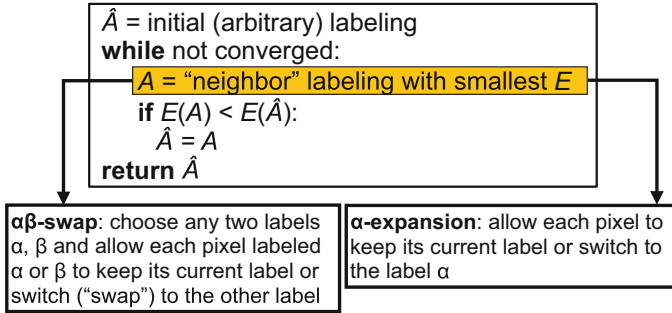 Â = initial (arbitrary) labeling
while not converged:
A = “neighbor” labeling with smallest E
if E(A) < E(Â):
Â = A
return Â
αβ-swap: choose any two labels
α, β and allow each pixel labeled
α or β to keep its current label or
switch (“swap”) to the other label
α-expansion: allow each pixel to
keep its current label or switch to
the label α